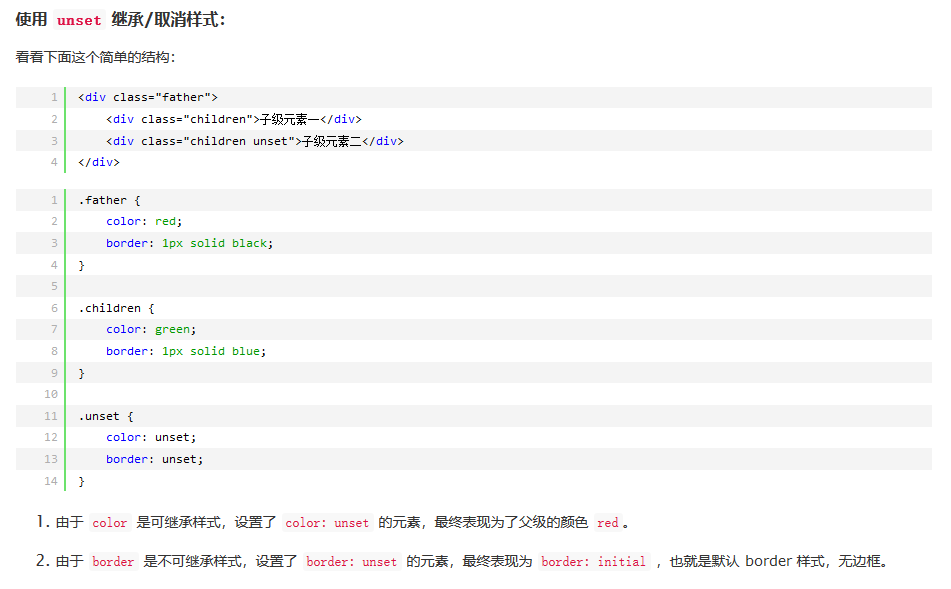 使用 unset 继承/取消样式：
看看下面这个简单的结构：
1 <div class="father">
2     <div class="children">子级元素一</div>
3     <div class="children unset">子级元素二</div>
4 </div>
1 .father {
2     color: red;
3     border: 1px solid black;
4 }
5
6 .children {
7     color: green;
8     border: 1px solid blue;
9 }
10
11 .unset {
12     color: unset;
13     border: unset;
14 }
1. 由于 color 是可继承样式，设置了 color: unset 的元素，最终表现为了父级的颜色 red 。
2. 由于 border 是不可继承样式，设置了 border: unset 的元素，最终表现为 border: initial ，也就是默认 border 样式，无边框。